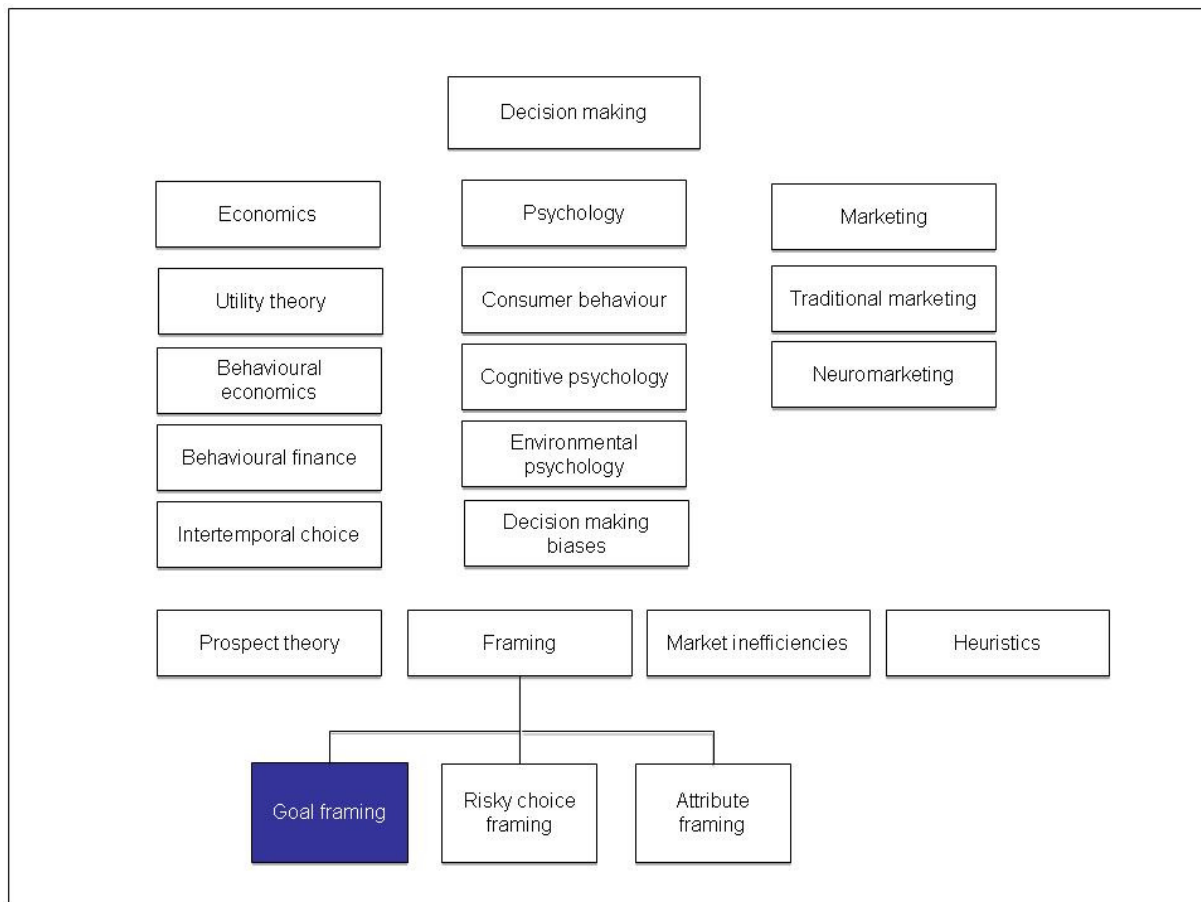 Decision making
Economics
Psychology
Marketing
Utility theory
Consumer behaviour
Traditional marketing
Behavioural
economics
Cognitive psychology
Neuromarketing
Behavioural finance
Environmental
psychology
Intertemporal choice
Decision making
biases
Prospect theory
Framing
Market inefficiencies
Heuristics
Goal framing
Risky choice
framing
Attribute
framing